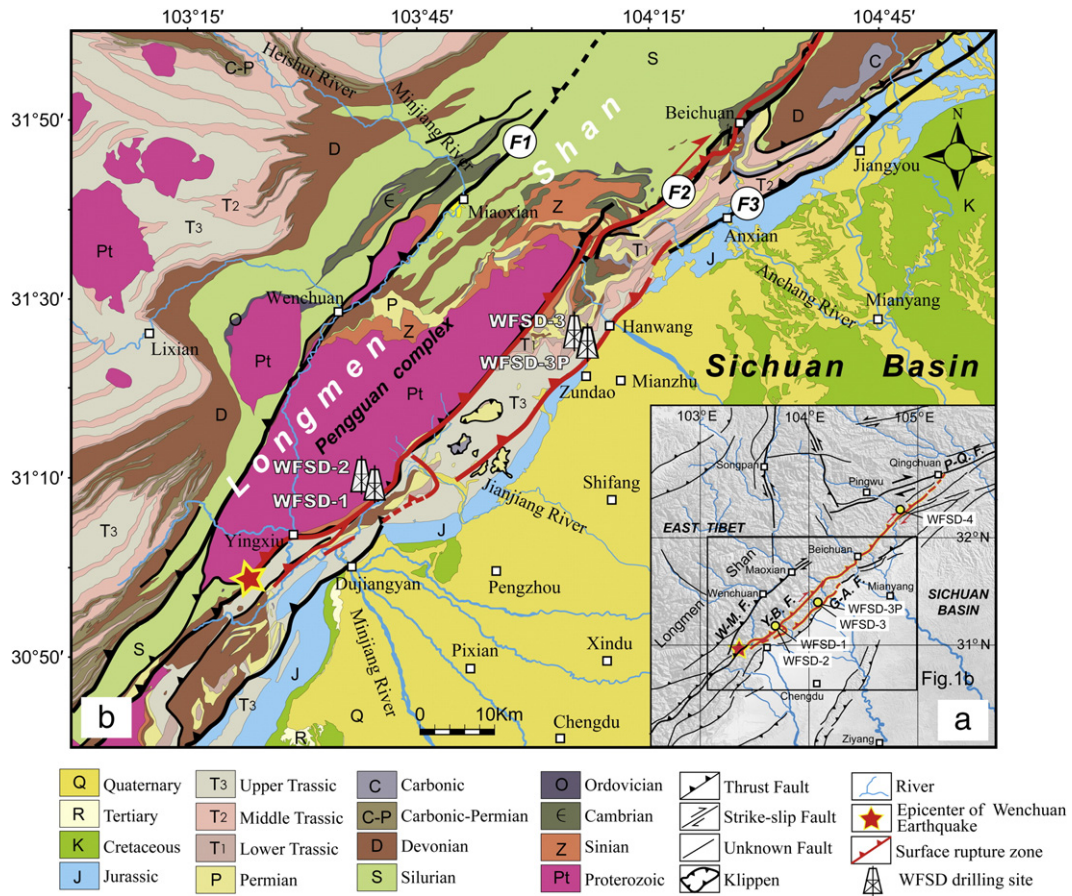 103°15′ 103°45′ 104°15′ 104°45′
31°50′
31°30′
31°10′
30°50′
C-P
Heishui River
Minjiang River
S
C
D
Beichuan
D
F1
Shan
Jiangyou
N
T2
F2
T2
F3
K
Є
Z
Miaoxian
T3
Anxian
Pt
T1
J
Wenchuan
Anchang River
Mianyang
O
P
Z
WFSD-3
Hanwang
Lixian
Pt
T1
WFSD-3P
Sichuan Basin
Longmen
Pengguan complex
Pt
Zundao
Mianzhu
D
T3
WFSD-2
WFSD-1
Jianjiang River
Shifang
T3
Yingxiu
J
Dujiangyan
Pengzhou
S
Minjiang River
Pixian
Xindu
J
T3
Q
R
0 10Km
Chengdu
b
103°E 104°E 105°E
Songpan
Qingchuan
P-Q. F.
Pingwu
EAST TIBET
WFSD-4
32°N
Beichuan
Shan
Maoxian
Mianyang
Wenchuan
SICHUAN
BASIN
Longmen
W-M. F.
Y-B. F.
G-A. F.
WFSD-3P
WFSD-3
WFSD-1
31°N
WFSD-2
Fig.1b
Chengdu
a
Ziyang
Q Quaternary
R Tertiary
K Cretaceous
J Jurassic
T3 Upper Trassic
T2 Middle Trassic
T1 Lower Trassic
P Permian
C Carbonic
C-P Carbonic-Permian
D Devonian
S Silurian
O Ordovician
Є Cambrian
Z Sinian
Pt Proterozoic
Thrust Fault
Strike-slip Fault
Unknown Fault
Klippen
River
Epicenter of Wenchuan
Earthquake
Surface rupture zone
WFSD drilling site